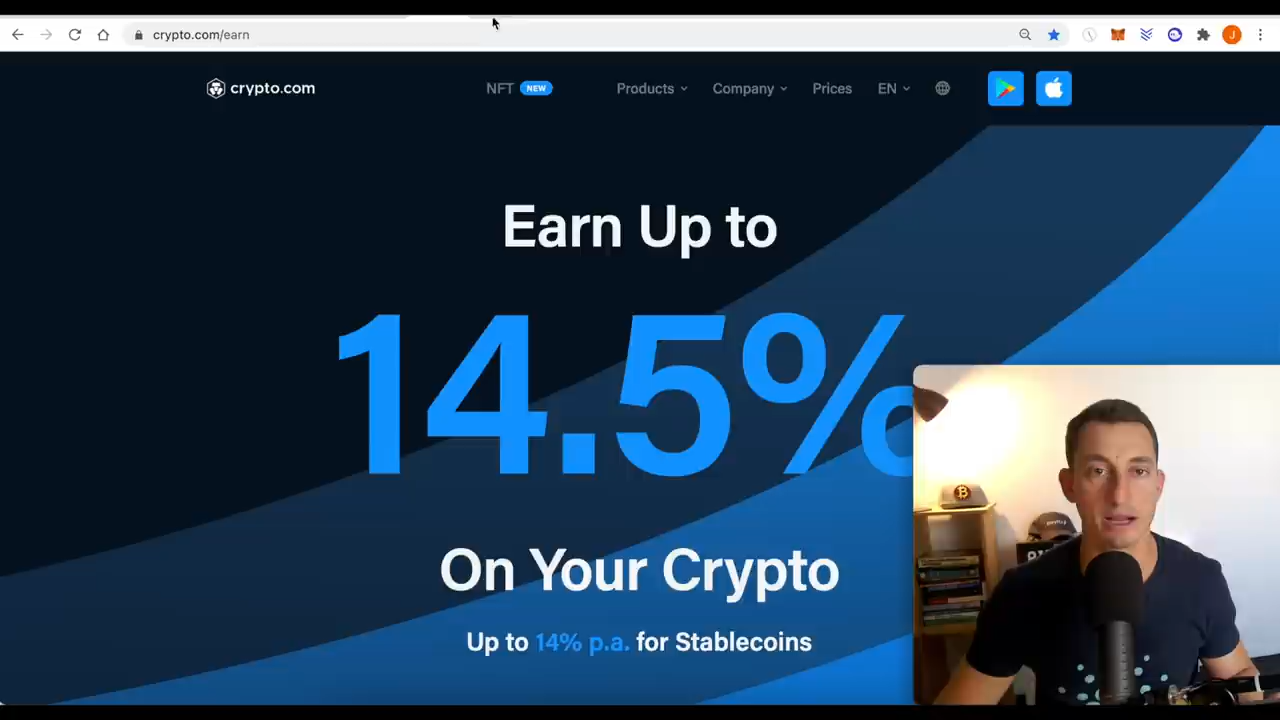 crypto.com/earn
J
crypto.com
NFT NEW Products Company Prices EN
Earn Up to
14.5%
On Your Crypto
Up to 14% p.a. for Stablecoins